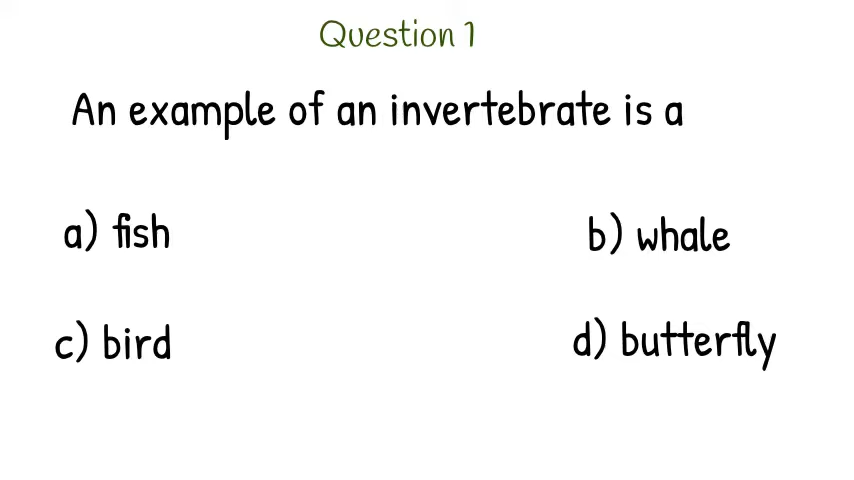 Question 1
An example of an invertebrate is a
a) fish
b) whale
c) bird
d) butterfly